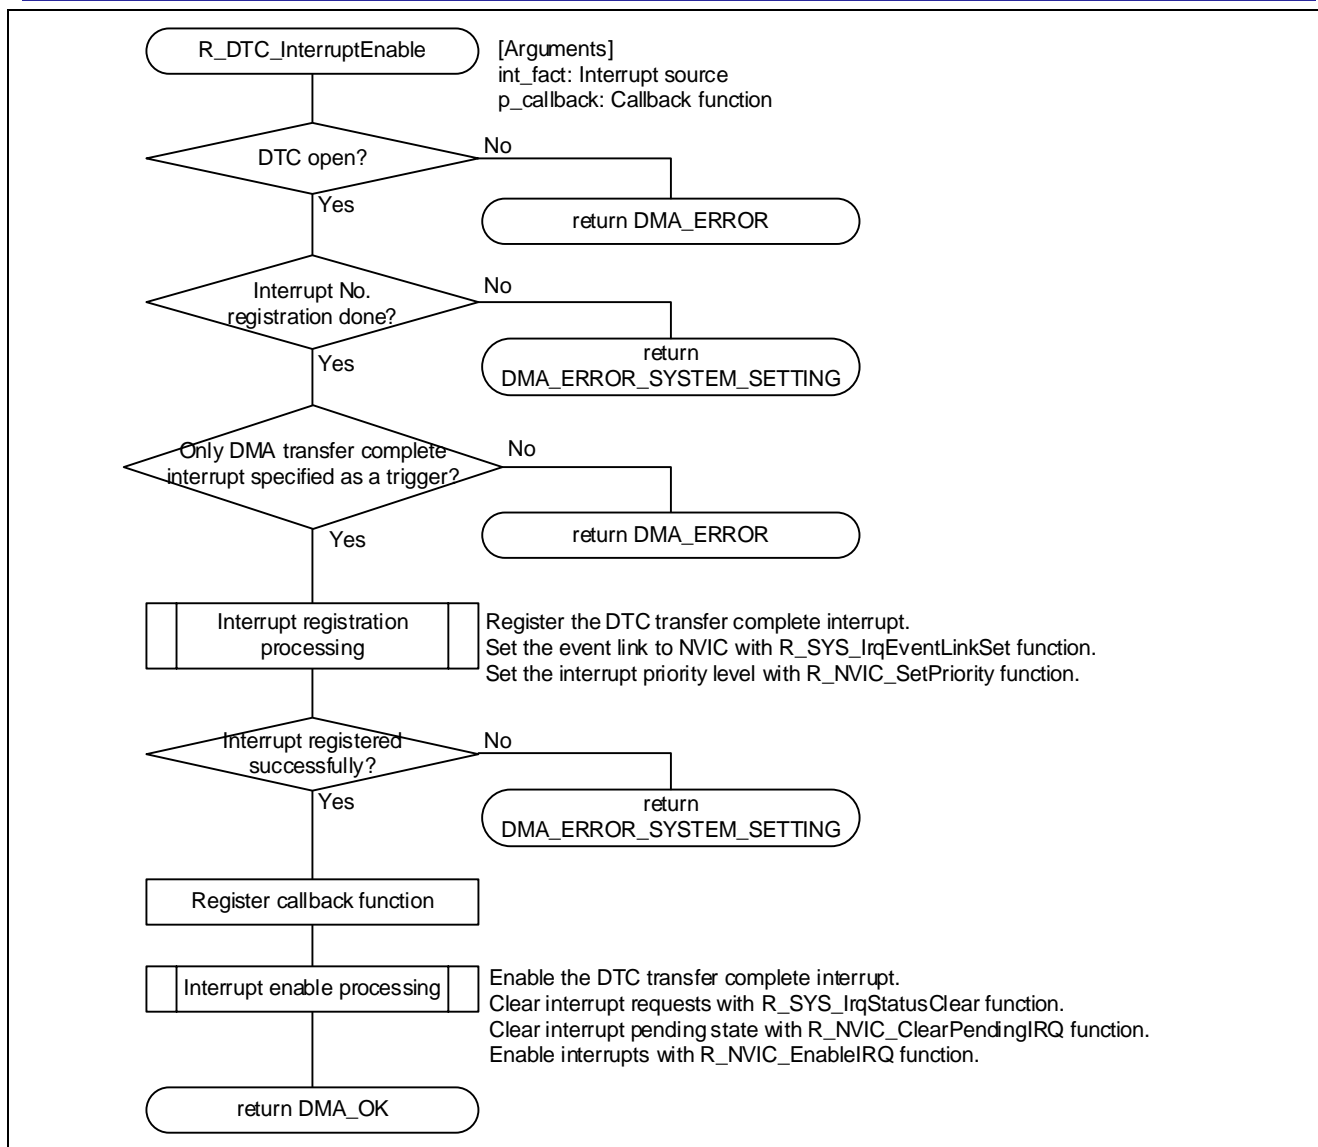 R_DTC_InterruptEnable
[Arguments]
int_fact: Interrupt source
p_callback: Callback function
DTC open?
No
Yes
return DMA_ERROR
Interrupt No.
registration done?
No
Yes
return
DMA_ERROR_SYSTEM_SETTING
Only DMA transfer complete
interrupt specified as a trigger?
No
Yes
return DMA_ERROR
Interrupt registration
processing
Register the DTC transfer complete interrupt.
Set the event link to NVIC with R_SYS_IrqEventLinkSet function.
Set the interrupt priority level with R_NVIC_SetPriority function.
Interrupt registered
successfully?
No
Yes
return
DMA_ERROR_SYSTEM_SETTING
Register callback function
Interrupt enable processing
Enable the DTC transfer complete interrupt.
Clear interrupt requests with R_SYS_IrqStatusClear function.
Clear interrupt pending state with R_NVIC_ClearPendingIRQ function.
Enable interrupts with R_NVIC_EnableIRQ function.
return DMA_OK